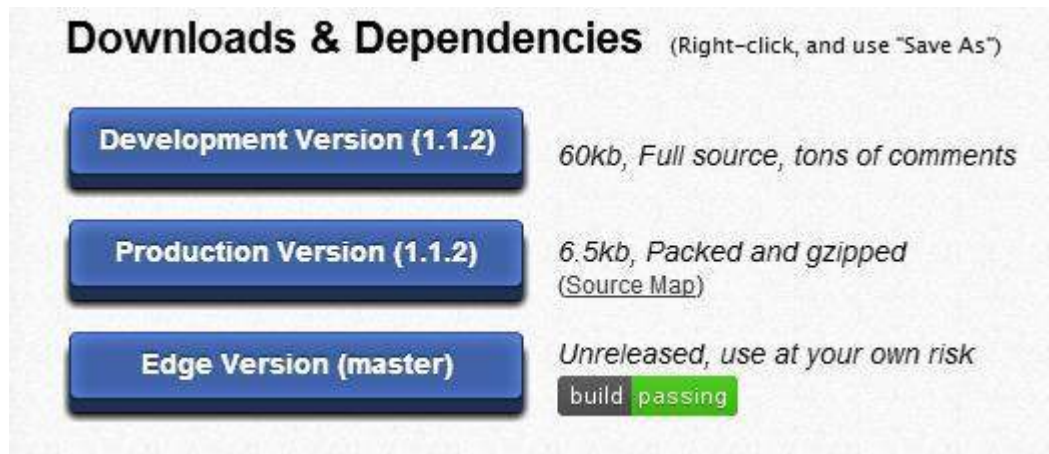 Downloads & Dependencies (Right-click, and use "Save As")
Development Version (1.1.2)
60kb, Full source, tons of comments
Production Version (1.1.2)
6.5kb, Packed and gzipped
(Source Map)
Edge Version (master)
Unreleased, use at your own risk
build passing